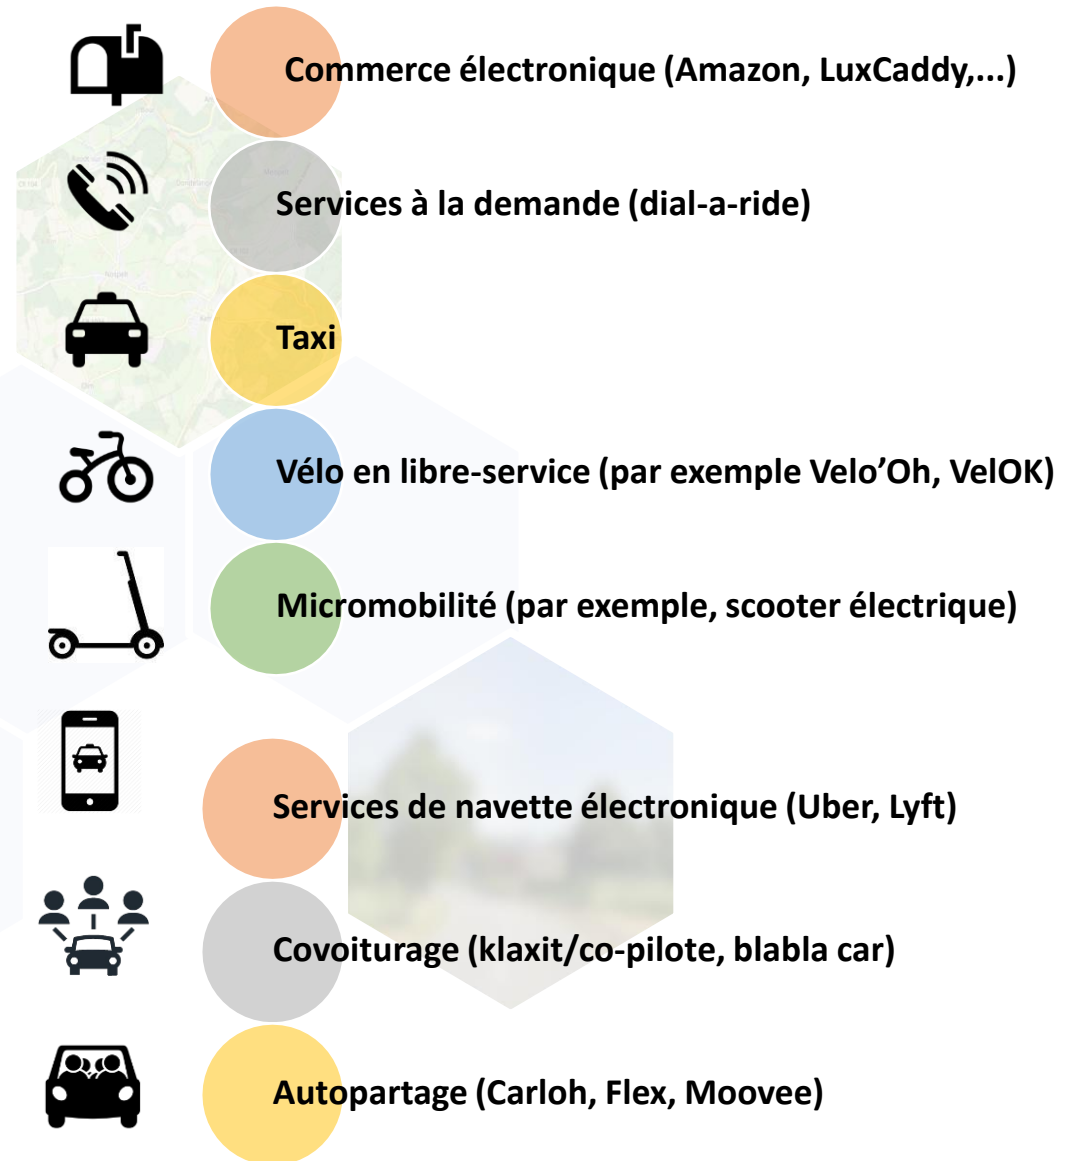 Commerce électronique (Amazon, LuxCaddy,...)
Services à la demande (dial-a-ride)
Taxi
Vélo en libre-service (par exemple Velo’Oh, VelOK)
Micromobilité (par exemple, scooter électrique)
Services de navette électronique (Uber, Lyft)
Covoiturage (klaxit/co-pilote, blabla car)
Autopartage (Carloh, Flex, Moovee)